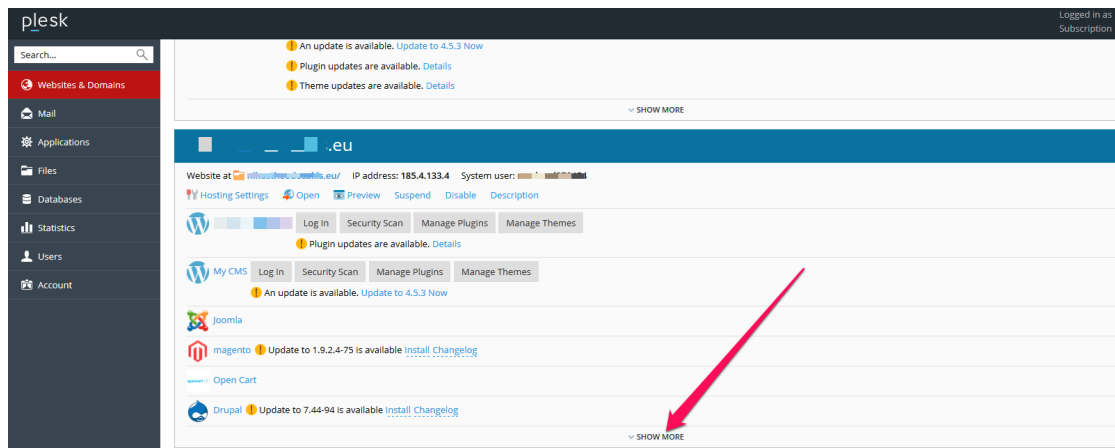 plesk
Logged in as
Subscription
Search...
Websites & Domains
Mail
Applications
Files
Databases
Statistics
Users
Account
An update is available. Update to 4.5.3 Now
Plugin updates are available. Details
Theme updates are available. Details
SHOW MORE
.eu
Website at .eu/ IP address: 185.4.133.4 System user:
Hosting Settings Open Preview Suspend Disable Description
Log In Security Scan Manage Plugins Manage Themes
Plugin updates are available. Details
My CMS Log In Security Scan Manage Plugins Manage Themes
An update is available. Update to 4.5.3 Now
Joomla
magento Update to 1.9.2.4-75 is available Install Changelog
Open Cart
Drupal Update to 7.44-94 is available Install Changelog
SHOW MORE